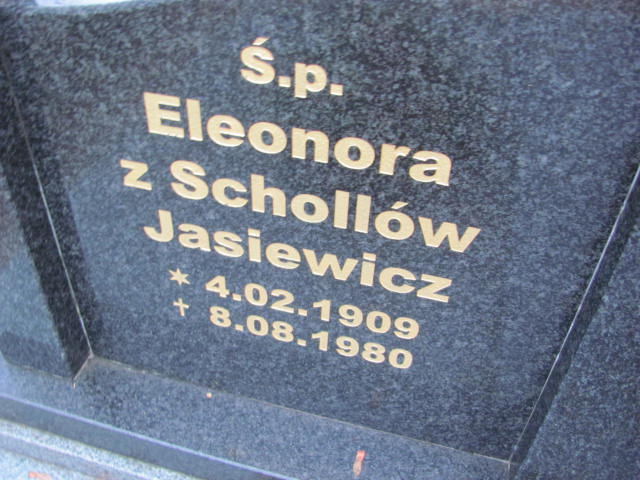 Ś.p.
Eleonora
z Schollów
Jasiewicz
* 4.02.1909
† 8.08.1980